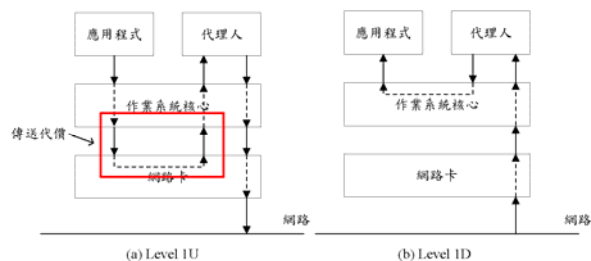 應用程式
代理人
作業系統核心
傳送代價
網路卡
網路
(a) Level 1U
應用程式
代理人
作業系統核心
網路卡
網路
(b) Level 1D